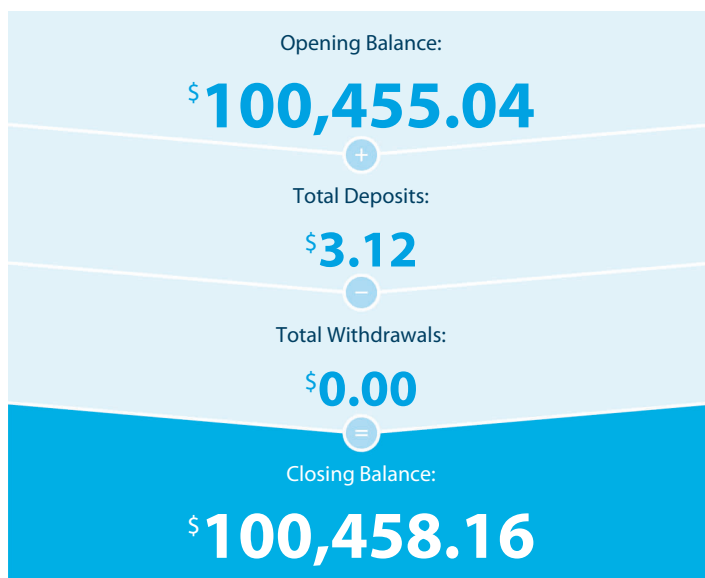 Opening Balance:
$100,455.04
+
Total Deposits:
$3.12
−
Total Withdrawals:
$0.00
=
Closing Balance:
$100,458.16